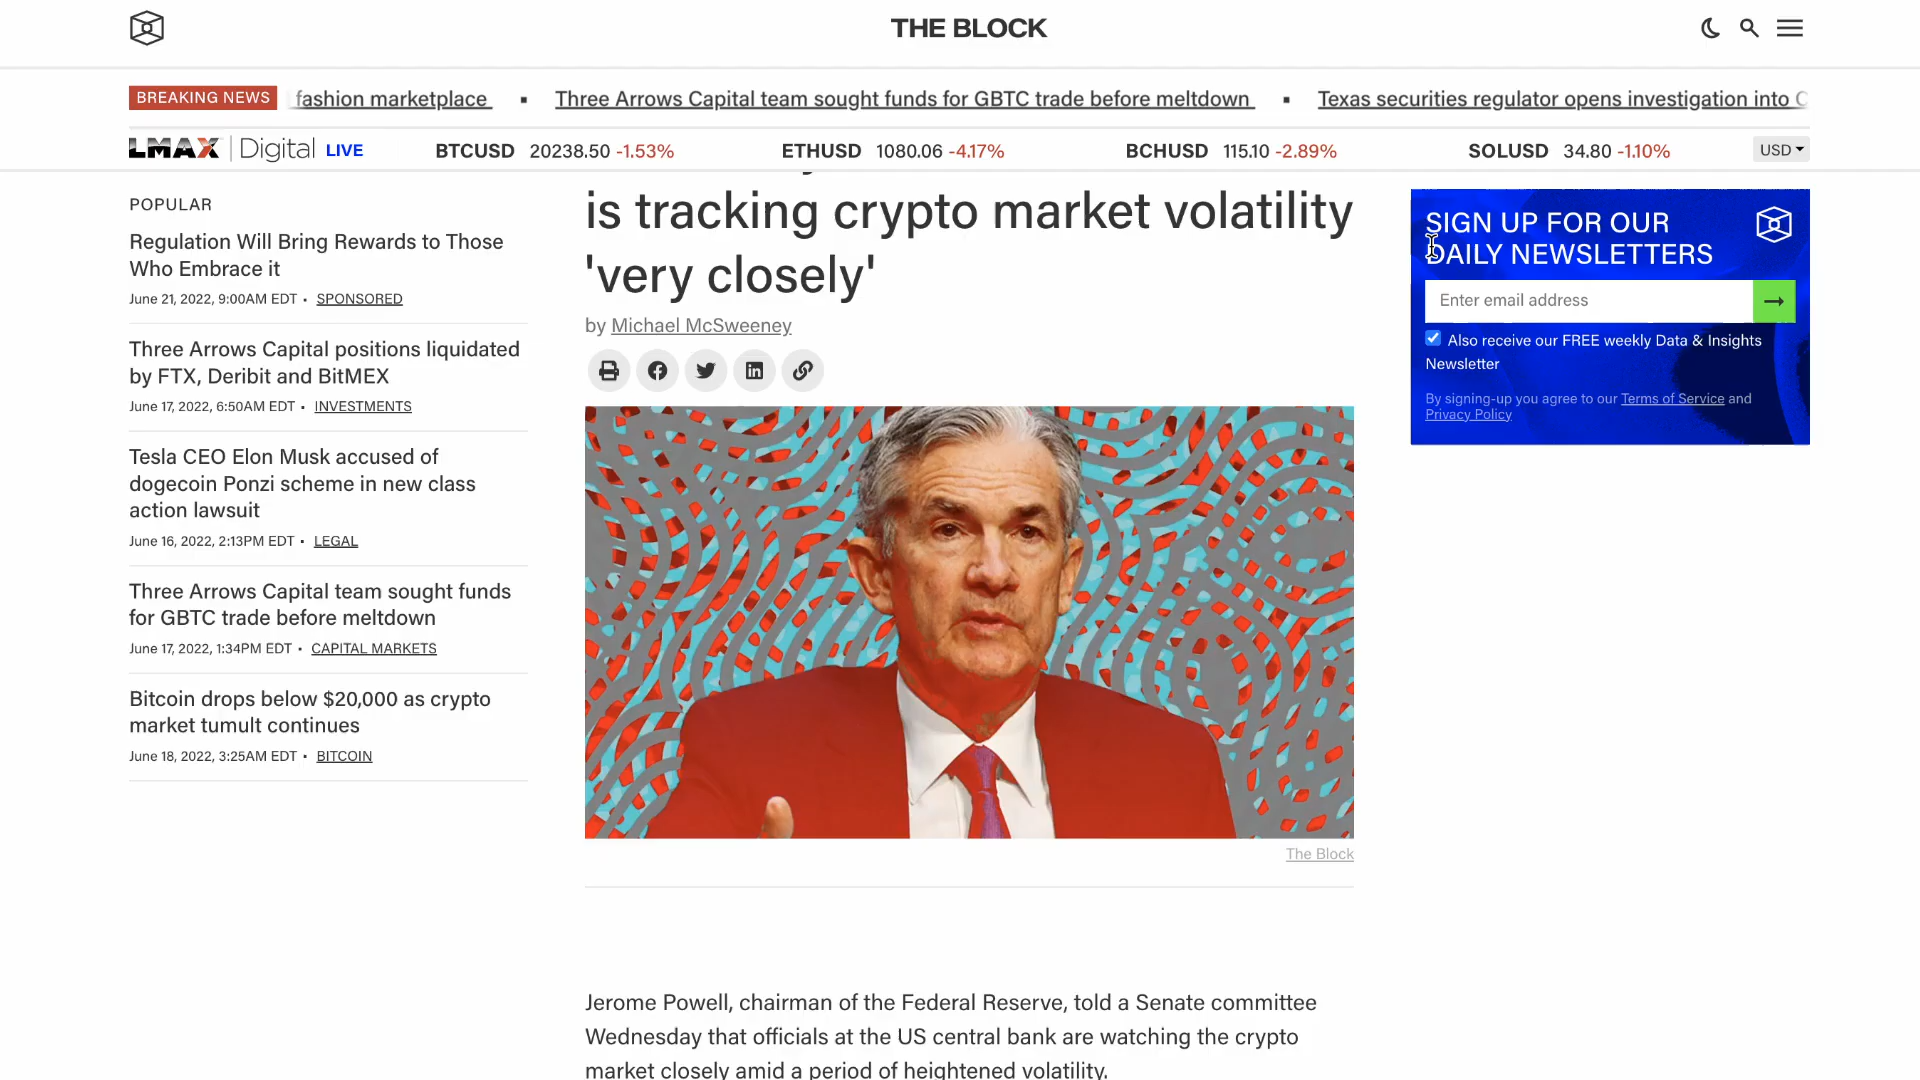 THE BLOCK
BREAKING NEWS fashion marketplace ▪ Three Arrows Capital team sought funds for GBTC trade before meltdown ▪ Texas securities regulator opens investigation into
LMAX Digital LIVE BTCUSD 20238.50 -1.53% ETHUSD 1080.06 -4.17% BCHUSD 115.10 -2.89% SOLUSD 34.80 -1.10% USD
POPULAR
Regulation Will Bring Rewards to Those
Who Embrace it
June 21, 2022, 9:00AM EDT • SPONSORED
Three Arrows Capital positions liquidated
by FTX, Deribit and BitMEX
June 17, 2022, 6:50AM EDT • INVESTMENTS
Tesla CEO Elon Musk accused of
dogecoin Ponzi scheme in new class
action lawsuit
June 16, 2022, 2:13PM EDT • LEGAL
Three Arrows Capital team sought funds
for GBTC trade before meltdown
June 17, 2022, 1:34PM EDT • CAPITAL MARKETS
Bitcoin drops below $20,000 as crypto
market tumult continues
June 18, 2022, 3:25AM EDT • BITCOIN
is tracking crypto market volatility
'very closely'
by Michael McSweeney
The Block
Jerome Powell, chairman of the Federal Reserve, told a Senate committee
Wednesday that officials at the US central bank are watching the crypto
market closely amid a period of heightened volatility.
SIGN UP FOR OUR
DAILY NEWSLETTERS
Enter email address →
Also receive our FREE weekly Data & Insights
Newsletter
By signing-up you agree to our Terms of Service and
Privacy Policy